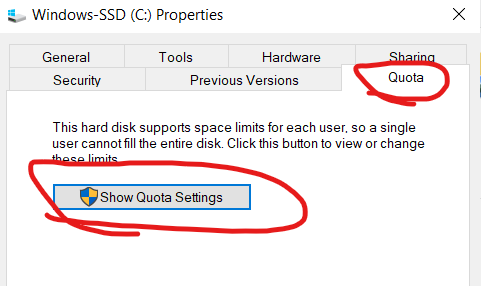 Windows-SSD (C:) Properties
General Tools Hardware Sharing
Security Previous Versions Quota
This hard disk supports space limits for each user, so a single
user cannot fill the entire disk. Click this button to view or change
these limits.
Show Quota Settings